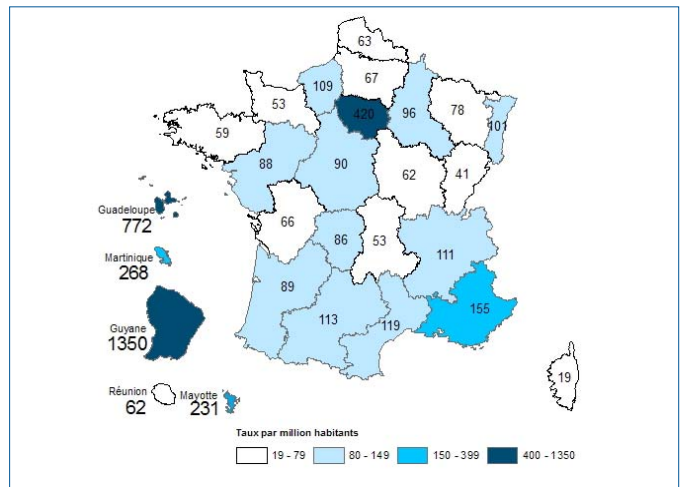 63
67
109
53
420
96
78
101
59
88
90
62
41
66
86
53
111
89
113
119
155
19
Guadeloupe
772
Martinique
268
Guyane
1350
Réunion
62
Mayotte
231
Taux par million habitants
19 - 79
80 - 149
150 - 399
400 - 1350